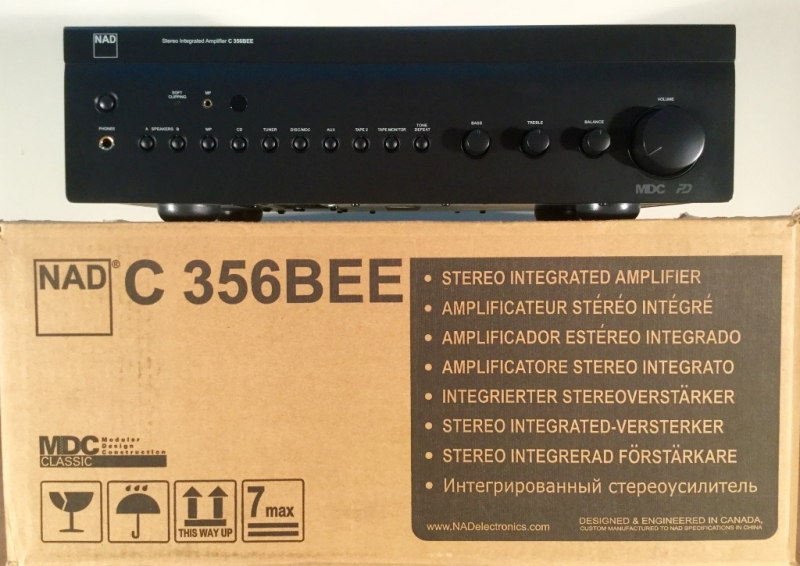 NAD
Stereo Integrated Amplifier C 356BEE
SOFT CLIPPING
MP
PHONES
A SPEAKERS B
MP
CD
TUNER
DISC/MDC
AUX
TAPE 2
TAPE MONITOR
TONE DEFEAT
BASS
TREBLE
BALANCE
VOLUME
MDC PD
NAD® C 356BEE
• STEREO INTEGRATED AMPLIFIER
• AMPLIFICATEUR STÉRÉO INTÉGRÉ
• AMPLIFICADOR ESTÉREO INTEGRADO
• AMPLIFICATORE STEREO INTEGRATO
• INTEGRIERTER STEREOVERSTÄRKER
• STEREO INTEGRATED-VERSTERKER
• STEREO INTEGRERAD FÖRSTÄRKARE
• Интегрированный стереоусилитель
MDC Modular Design Construction
CLASSIC
THIS WAY UP
7 max
www.NADelectronics.com
DESIGNED & ENGINEERED IN CANADA,
CUSTOM MANUFACTURED TO NAD SPECIFICATIONS IN CHINA